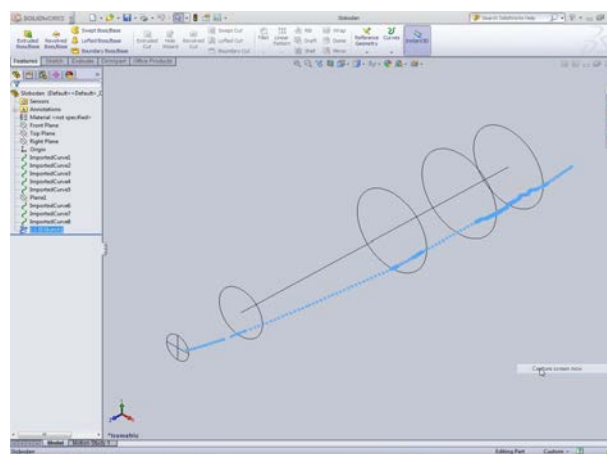 SOLIDWORKS
Slobodan
Search SolidWorks Help
Extruded Boss/Base
Revolved Boss/Base
Swept Boss/Base
Lofted Boss/Base
Boundary Boss/Base
Extruded Cut
Hole Wizard
Revolved Cut
Swept Cut
Lofted Cut
Boundary Cut
Fillet
Linear Pattern
Rib
Draft
Shell
Wrap
Dome
Mirror
Reference Geometry
Curves
Instant3D
Features
Sketch
Evaluate
DimXpert
Office Products
Slobodan (Default<<Default>_D
Sensors
Annotations
Material <not specified>
Front Plane
Top Plane
Right Plane
Origin
ImportedCurve1
ImportedCurve2
ImportedCurve3
ImportedCurve4
ImportedCurve5
Plane1
ImportedCurve6
ImportedCurve7
ImportedCurve8
Capture screen now
*Isometric
Model
Motion Study 1
Slobodan
Editing Part
Custom